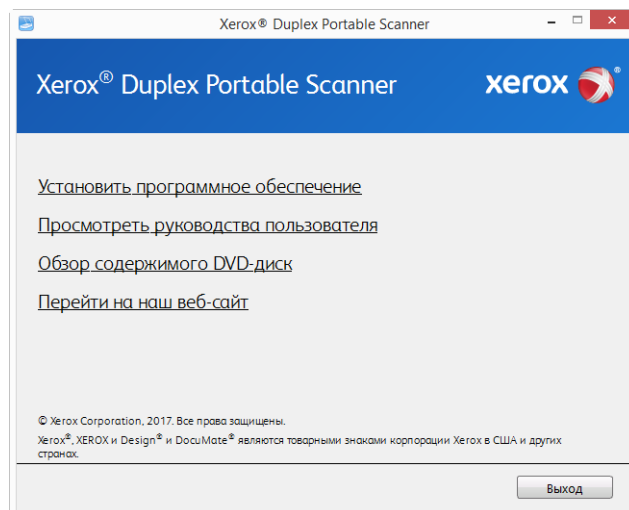 Xerox® Duplex Portable Scanner
Xerox® Duplex Portable Scanner
xerox®
Установить программное обеспечение
Просмотреть руководства пользователя
Обзор содержимого DVD-диск
Перейти на наш веб-сайт
© Xerox Corporation, 2017. Все права защищены.
Xerox®, XEROX и Design® и DocuMate® являются товарными знаками корпорации Xerox в США и других
странах.
Выход